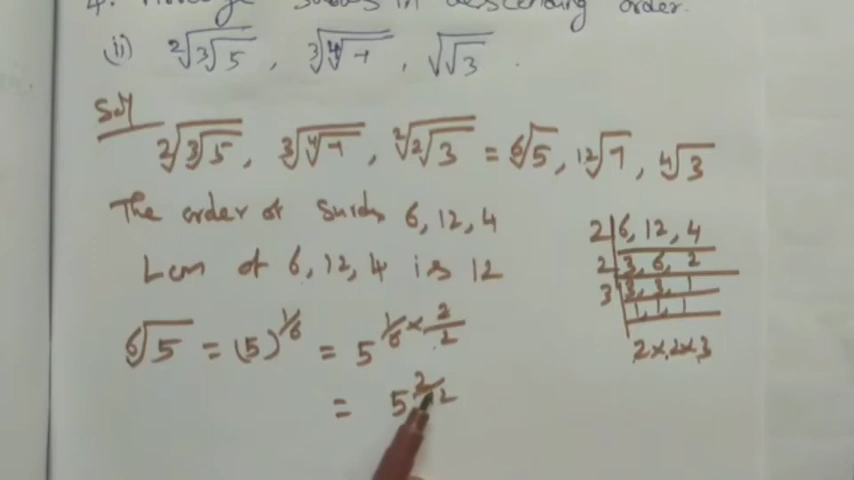 4. Arrange surds in descending order.
(ii) ²√³√5 , ³√⁴√7 , √√3 .
Sol
²√³√5 , ³√⁴√7 , ²√²√3 = ⁶√5 , ¹²√7 , ⁴√3
The order of Surds 6, 12, 4
Lcm of 6, 12, 4 is 12
2 | 6, 12, 4
2 | 3, 6, 2
3 | 3, 3, 1
1, 1, 1
2 × 2 × 3
⁶√5 = (5)^1/6 = 5^1/6 × 2/2
= 5^2/12